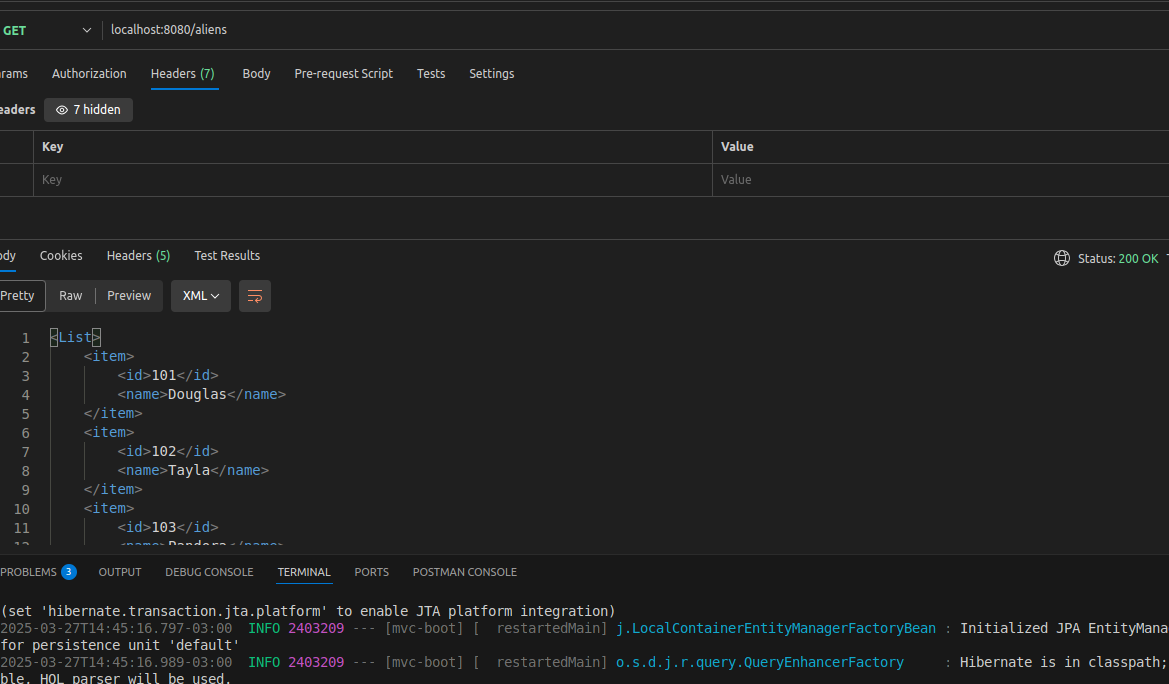 GET localhost:8080/aliens
rams Authorization Headers (7) Body Pre-request Script Tests Settings
eaders 7 hidden
Key Value
Key Value
ody Cookies Headers (5) Test Results Status: 200 OK
Pretty Raw Preview XML
1 <List>
2 <item>
3 <id>101</id>
4 <name>Douglas</name>
5 </item>
6 <item>
7 <id>102</id>
8 <name>Tayla</name>
9 </item>
10 <item>
11 <id>103</id>
PROBLEMS 3 OUTPUT DEBUG CONSOLE TERMINAL PORTS POSTMAN CONSOLE
(set 'hibernate.transaction.jta.platform' to enable JTA platform integration)
2025-03-27T14:45:16.797-03:00 INFO 2403209 --- [mvc-boot] [ restartedMain] j.LocalContainerEntityManagerFactoryBean : Initialized JPA EntityMana
for persistence unit 'default'
2025-03-27T14:45:16.989-03:00 INFO 2403209 --- [mvc-boot] [ restartedMain] o.s.d.j.r.query.QueryEnhancerFactory : Hibernate is in classpath;
ble, HQL parser will be used.